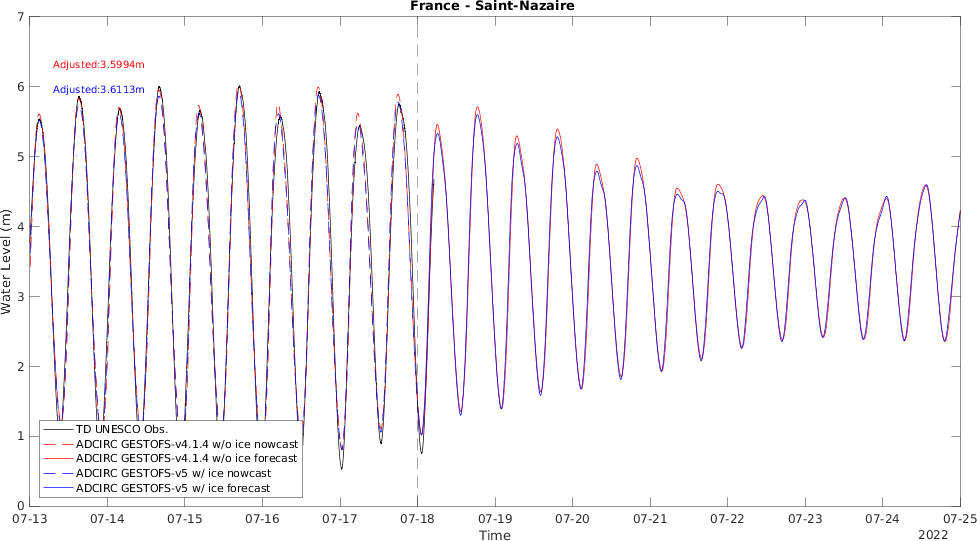 France - Saint-Nazaire
7
6
5
4
3
2
1
0
Water Level (m)
Adjusted:3.5994m
Adjusted:3.6113m
TD UNESCO Obs.
ADCIRC GESTOFS-v4.1.4 w/o ice nowcast
ADCIRC GESTOFS-v4.1.4 w/o ice forecast
ADCIRC GESTOFS-v5 w/ ice nowcast
ADCIRC GESTOFS-v5 w/ ice forecast
07-13 07-14 07-15 07-16 07-17 07-18 07-19 07-20 07-21 07-22 07-23 07-24 07-25
Time
2022